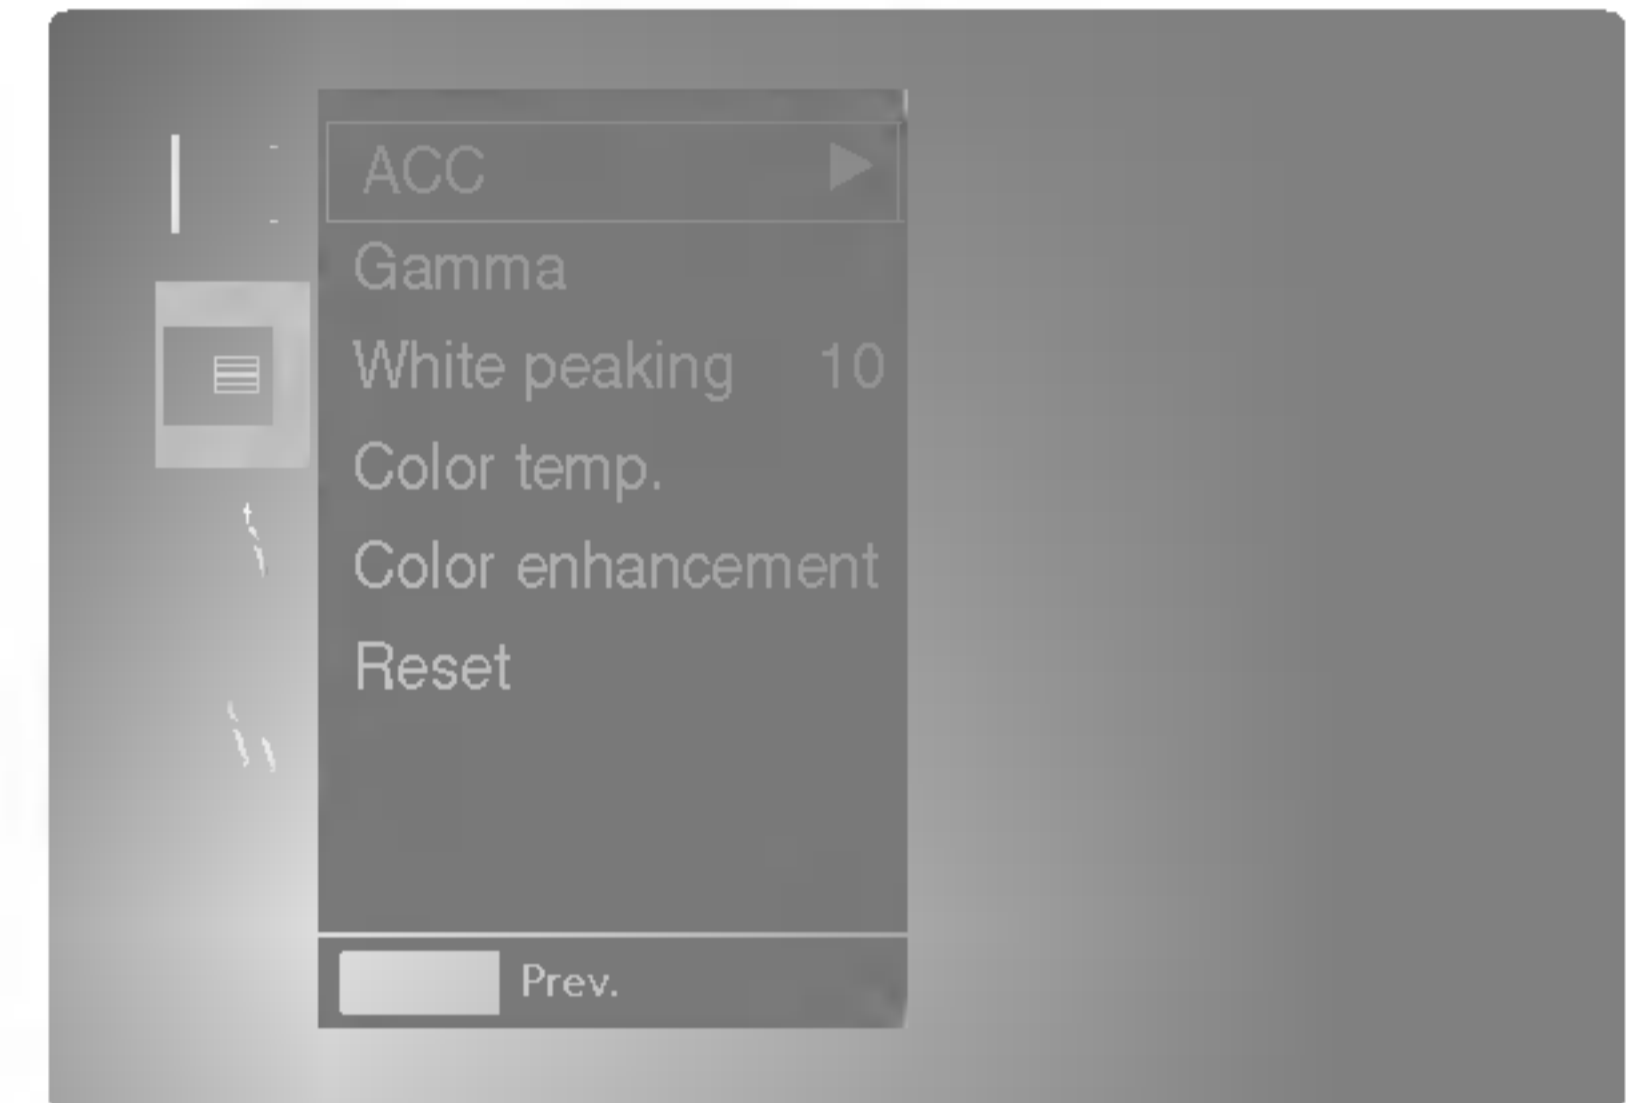 ACC
Gamma
White peaking 10
Color temp.
Color enhancement
Reset
Prev.